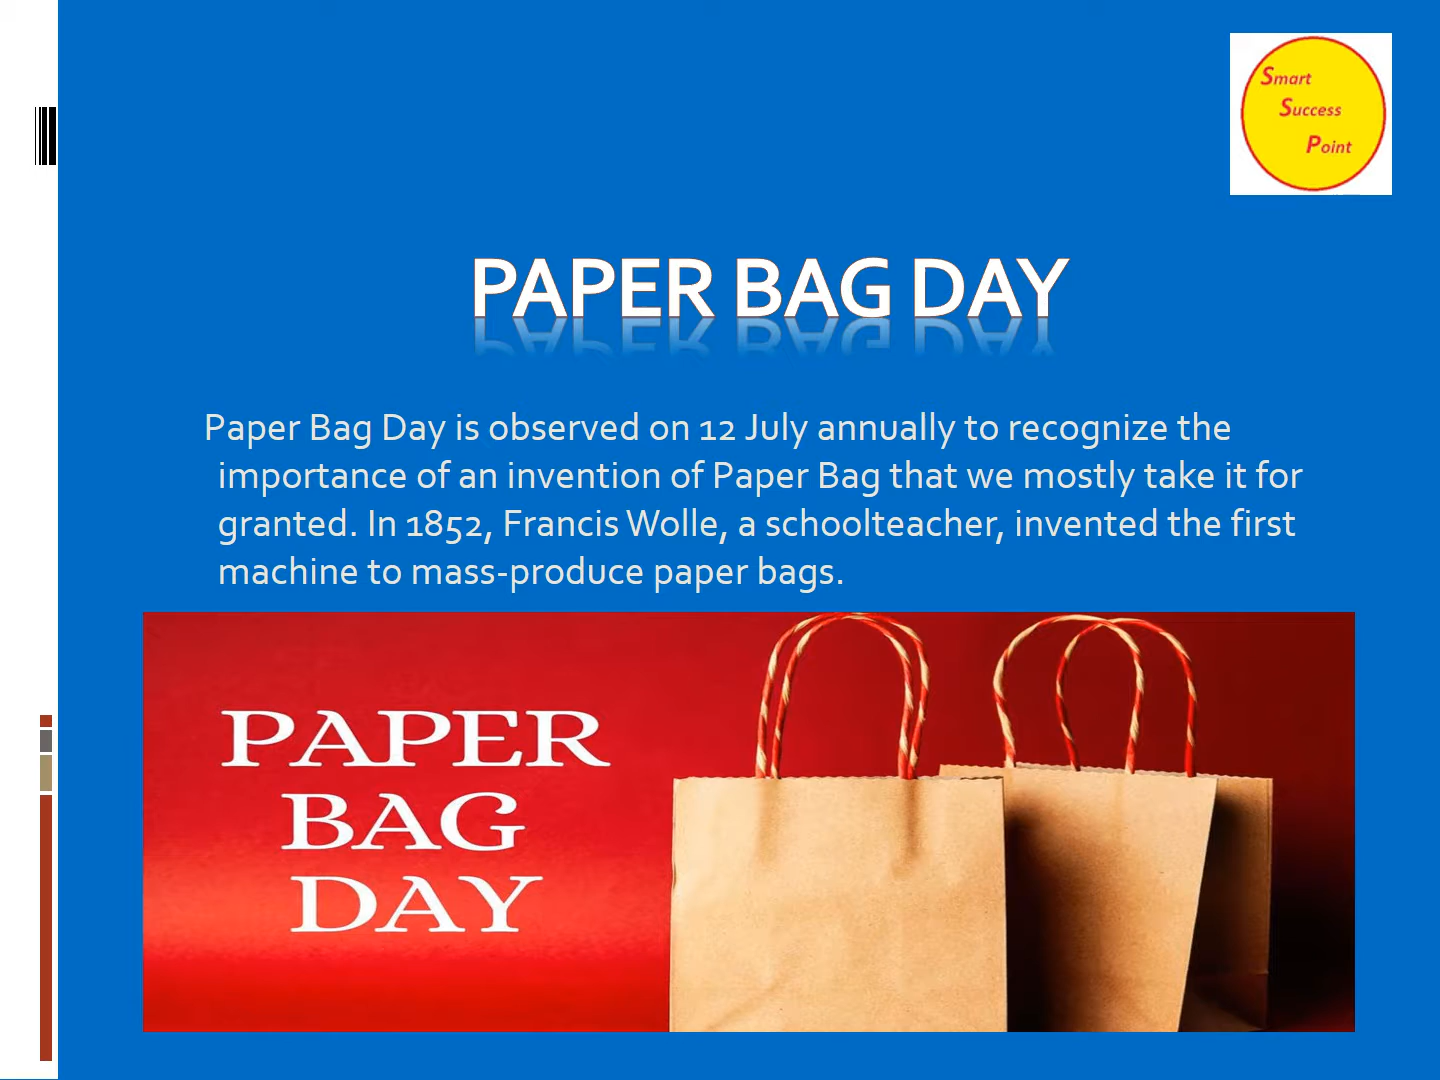 Smart
Success
Point
PAPER BAG DAY
Paper Bag Day is observed on 12 July annually to recognize the
importance of an invention of Paper Bag that we mostly take it for
granted. In 1852, Francis Wolle, a schoolteacher, invented the first
machine to mass-produce paper bags.
PAPER
BAG
DAY